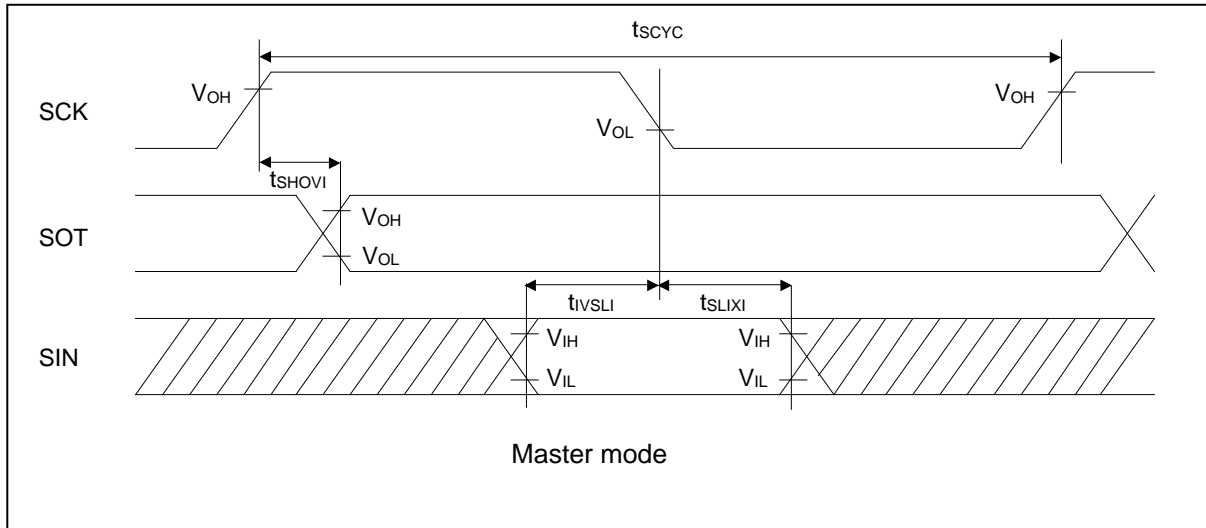 tSCYC
SCK
VOH
VOH
VOL
tSHOVI
SOT
VOH
VOL
tIVSLI
tSLIXI
SIN
VIH
VIH
VIL
VIL
Master mode